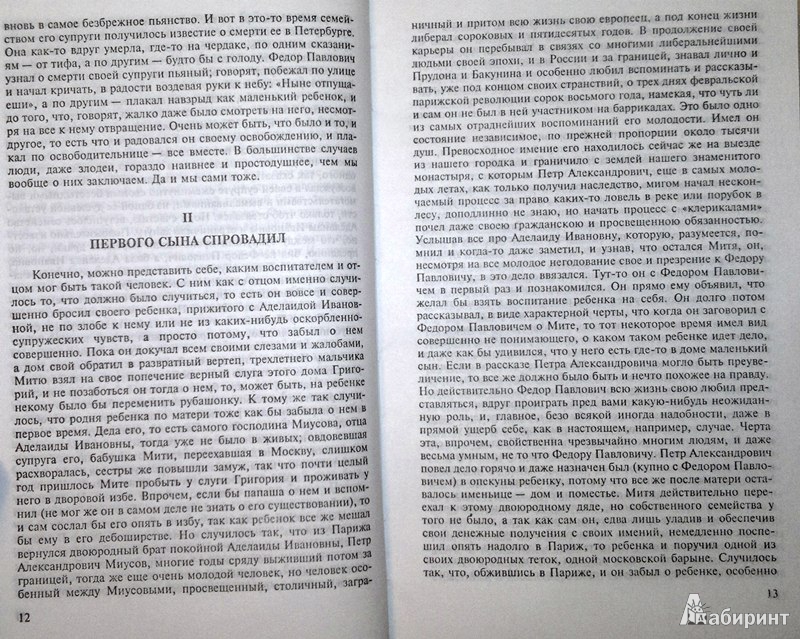 вновь в самое безбрежное пьянство. И вот в это-то время семейст-
вом его супруги получилось известие о смерти ее в Петербурге.
Она как-то вдруг умерла, где-то на чердаке, по одним сказани-
ям — от тифа, а по другим — будто бы с голоду. Федор Павлович
узнал о смерти своей супруги пьяный; говорят, побежал по улице
и начал кричать, в радости воздевая руки к небу: «Ныне отпуща-
еши», а по другим — плакал навзрыд как маленький ребенок, и
до того, что, говорят, жалко даже было смотреть на него, несмот-
ря на все к нему отвращение. Очень может быть, что было и то, и
другое, то есть что и радовался он своему освобождению, и пла-
кал по освободительнице — все вместе. В большинстве случаев
люди, даже злодеи, гораздо наивнее и простодушнее, чем мы
вообще о них заключаем. Да и мы сами тоже.
II
ПЕРВОГО СЫНА СПРОВАДИЛ
Конечно, можно представить себе, каким воспитателем и от-
цом мог быть такой человек. С ним как с отцом именно случи-
лось то, что должно было случиться, то есть он вовсе и совер-
шенно бросил своего ребенка, прижитого с Аделаидой Иванов-
ной, не по злобе к нему или не из каких-нибудь оскорбленно-
супружеских чувств, а просто потому, что забыл о нем
совершенно. Пока он докучал всем своими слезами и жалобами,
а дом свой обратил в развратный вертеп, трехлетнего мальчика
Митю взял на свое попечение верный слуга этого дома Григо-
рий, и не позаботься он тогда о нем, то, может быть, на ребенке
некому было бы переменить рубашонку. К тому же так случи-
лось, что родня ребенка по матери тоже как бы забыла о нем в
первое время. Деда его, то есть самого господина Миусова, отца
Аделаиды Ивановны, тогда уже не было в живых; овдовевшая
супруга его, бабушка Мити, переехавшая в Москву, слишком
расхворалась, сестры же повышли замуж, так что почти целый
год пришлось Мите пробыть у слуги Григория и проживать у
него в дворовой избе. Впрочем, если бы папаша о нем и вспом-
нил (не мог же он в самом деле не знать о его существовании), то
и сам сослал бы его опять в избу, так как ребенок все же мешал
бы ему в его дебоширстве. Но случилось так, что из Парижа
вернулся двоюродный брат покойной Аделаиды Ивановны, Петр
Александрович Миусов, многие годы сряду выживший потом за
границей, тогда же еще очень молодой человек, но человек осо-
бенный между Миусовыми, просвещенный, столичный, загра-
12
ничный и притом всю жизнь свою европеец, а под конец жизни
либерал сороковых и пятидесятых годов. В продолжение своей
карьеры он перебывал в связях со многими либеральнейшими
людьми своей эпохи, и в России и за границей, знавал лично и
Прудона и Бакунина и особенно любил вспоминать и рассказы-
вать, уже под концом своих странствий, о трех днях февральской
парижской революции сорок восьмого года, намекая, что чуть ли
и сам он не был в ней участником на баррикадах. Это было одно
из самых отраднейших воспоминаний его молодости. Имел он
состояние независимое, по прежней пропорции около тысячи
душ. Превосходное имение его находилось сейчас же на выезде
из нашего городка и граничило с землей нашего знаменитого
монастыря, с которым Петр Александрович, еще в самых моло-
дых летах, как только получил наследство, мигом начал нескон-
чаемый процесс за право каких-то ловель в реке или порубок в
лесу, доподлинно не знаю, но начать процесс с «клерикалами»
почел даже своею гражданскою и просвещенною обязанностью.
Услышав все про Аделаиду Ивановну, которую, разумеется, пом-
нил и когда-то даже заметил, и узнав, что остался Митя, он,
несмотря на все молодое негодование свое и презрение к Федору
Павловичу, в это дело ввязался. Тут-то он с Федором Павлови-
чем в первый раз и познакомился. Он прямо ему объявил, что
желал бы взять воспитание ребенка на себя. Он долго потом
рассказывал, в виде характерной черты, что когда он заговорил с
Федором Павловичем о Мите, то тот некоторое время имел вид
совершенно не понимающего, о каком таком ребенке идет дело,
и даже как бы удивился, что у него есть где-то в доме маленький
сын. Если в рассказе Петра Александровича могло быть преуве-
личение, то все же должно было быть и нечто похожее на правду.
Но действительно Федор Павлович всю жизнь свою любил пред-
ставляться, вдруг проиграть пред вами какую-нибудь неожидан-
ную роль, и, главное, безо всякой иногда надобности, даже в
прямой ущерб себе, как в настоящем, например, случае. Черта
эта, впрочем, свойственна чрезвычайно многим людям, и даже
весьма умным, не то что Федору Павловичу. Петр Александрович
повел дело горячо и даже назначен был (купно с Федором Павло-
вичем) в опекуны ребенку, потому что все же после матери оста-
валось именьице — дом и поместье. Митя действительно перее-
хал к этому двоюродному дяде, но собственного семейства у
того не было, а так как сам он, едва лишь уладив и обеспечив
свои денежные получения с своих имений, немедленно поспе-
шил опять надолго в Париж, то ребенка и поручил одной из
своих двоюродных теток, одной московской барыне. Случилось
так, что, обжившись в Париже, и он забыл о ребенке, особенно
13
Лабиринт